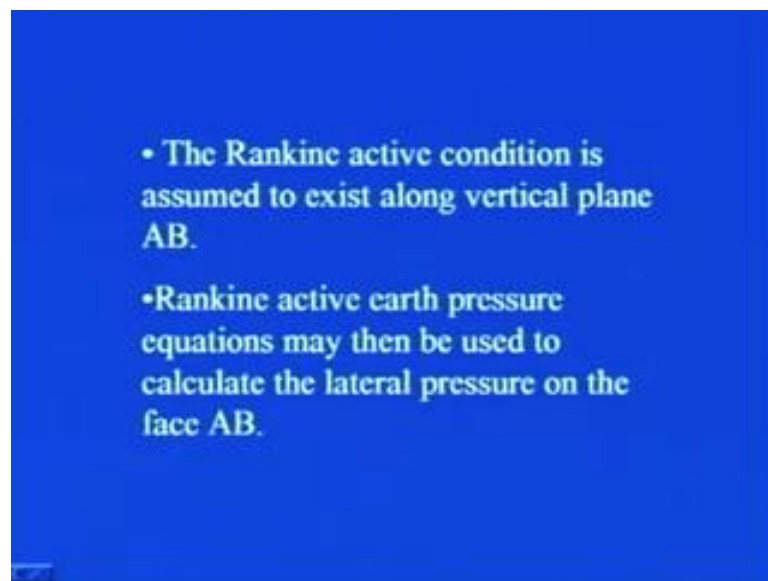 • The Rankine active condition is
assumed to exist along vertical plane
AB.
•Rankine active earth pressure
equations may then be used to
calculate the lateral pressure on the
face AB.